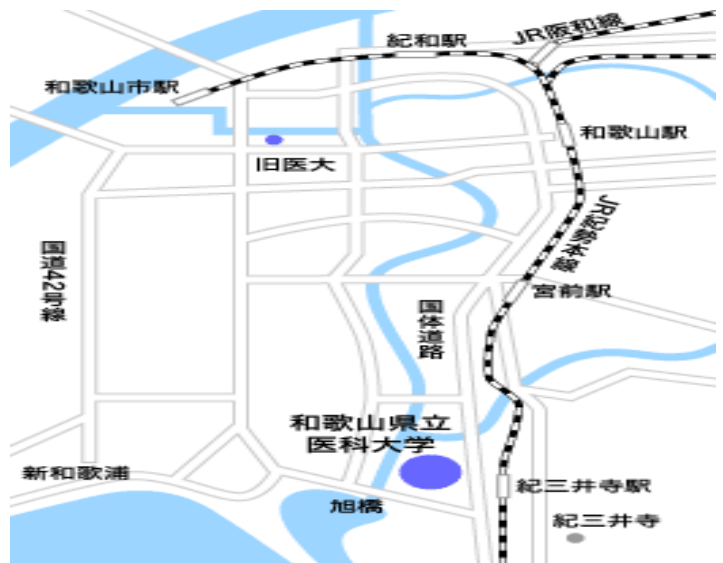 JR阪和線
紀和駅
和歌山市駅
和歌山駅
旧医大
JR紀勢本線
国道42号線
宮前駅
国体道路
和歌山県立
医科大学
新和歌浦
紀三井寺駅
旭橋
紀三井寺